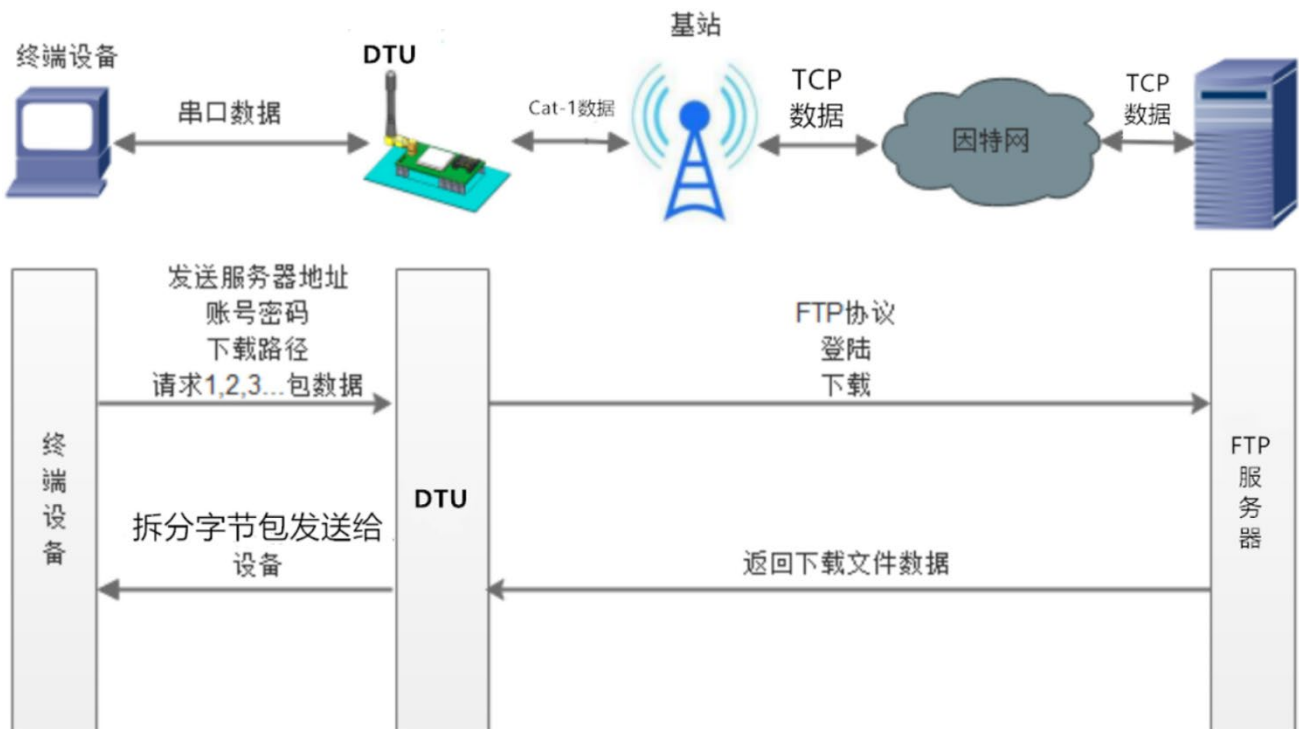 基站
终端设备
DTU
串口数据
Cat-1数据
TCP
数据
因特网
TCP
数据
发送服务器地址
账号密码
下载路径
请求1,2,3...包数据
FTP协议
登陆
下载
终
端
设
备
DTU
FTP
服
务
器
拆分字节包发送给
设备
返回下载文件数据